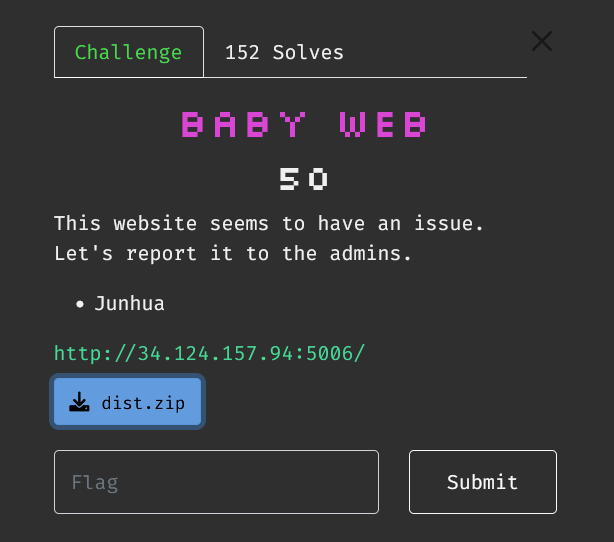 Challenge
152 Solves
BABY WEB
50
This website seems to have an issue.
Let's report it to the admins.
• Junhua
http://34.124.157.94:5006/
dist.zip
Flag
Submit